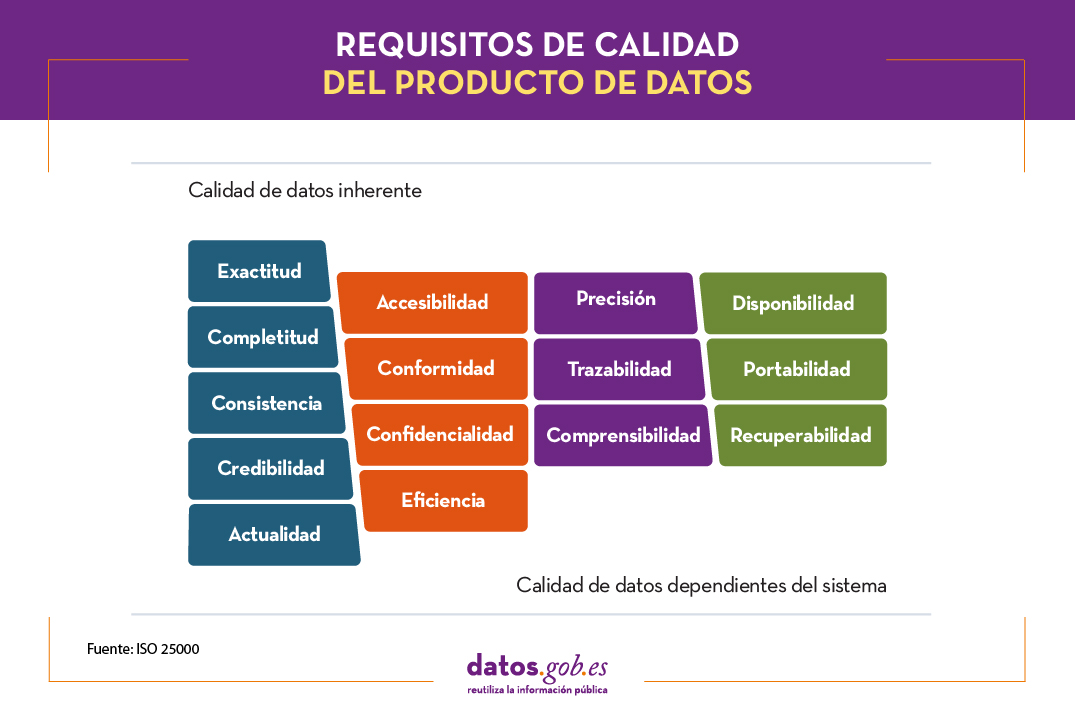 REQUISITOS DE CALIDAD
DEL PRODUCTO DE DATOS
Calidad de datos inherente
Exactitud
Completitud
Consistencia
Credibilidad
Actualidad
Accesibilidad
Conformidad
Confidencialidad
Eficiencia
Precisión
Trazabilidad
Comprensibilidad
Disponibilidad
Portabilidad
Recuperabilidad
Calidad de datos dependientes del sistema
Fuente: ISO 25000
datos.gob.es
reutiliza la información pública